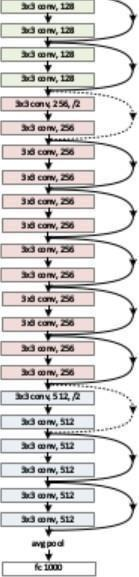 3x3 conv, 128
3x3 conv, 128
3x3 conv, 128
3x3 conv, 128
3x3 conv, 256, /2
3x3 conv, 256
3x3 conv, 256
3x3 conv, 256
3x3 conv, 256
3x3 conv, 256
3x3 conv, 256
3x3 conv, 256
3x3 conv, 256
3x3 conv, 256
3x3 conv, 256
3x3 conv, 256
3x3 conv, 512, /2
3x3 conv, 512
3x3 conv, 512
3x3 conv, 512
3x3 conv, 512
3x3 conv, 512
avg pool
fc 1000